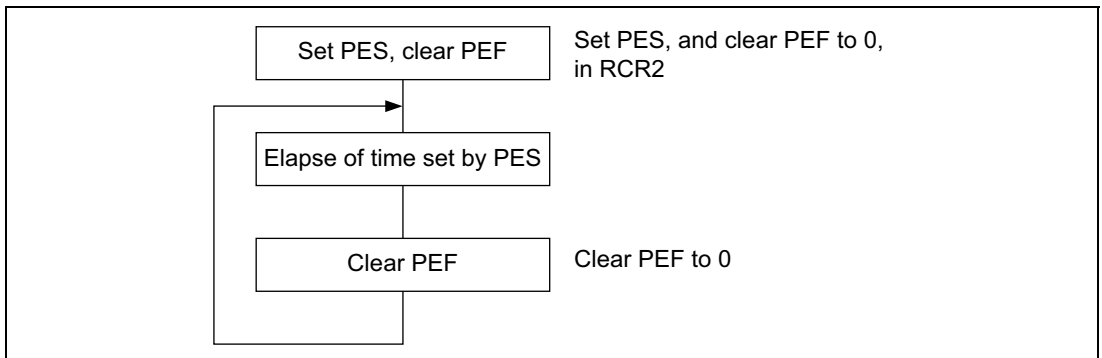 Set PES, clear PEF
Set PES, and clear PEF to 0,
in RCR2
Elapse of time set by PES
Clear PEF
Clear PEF to 0